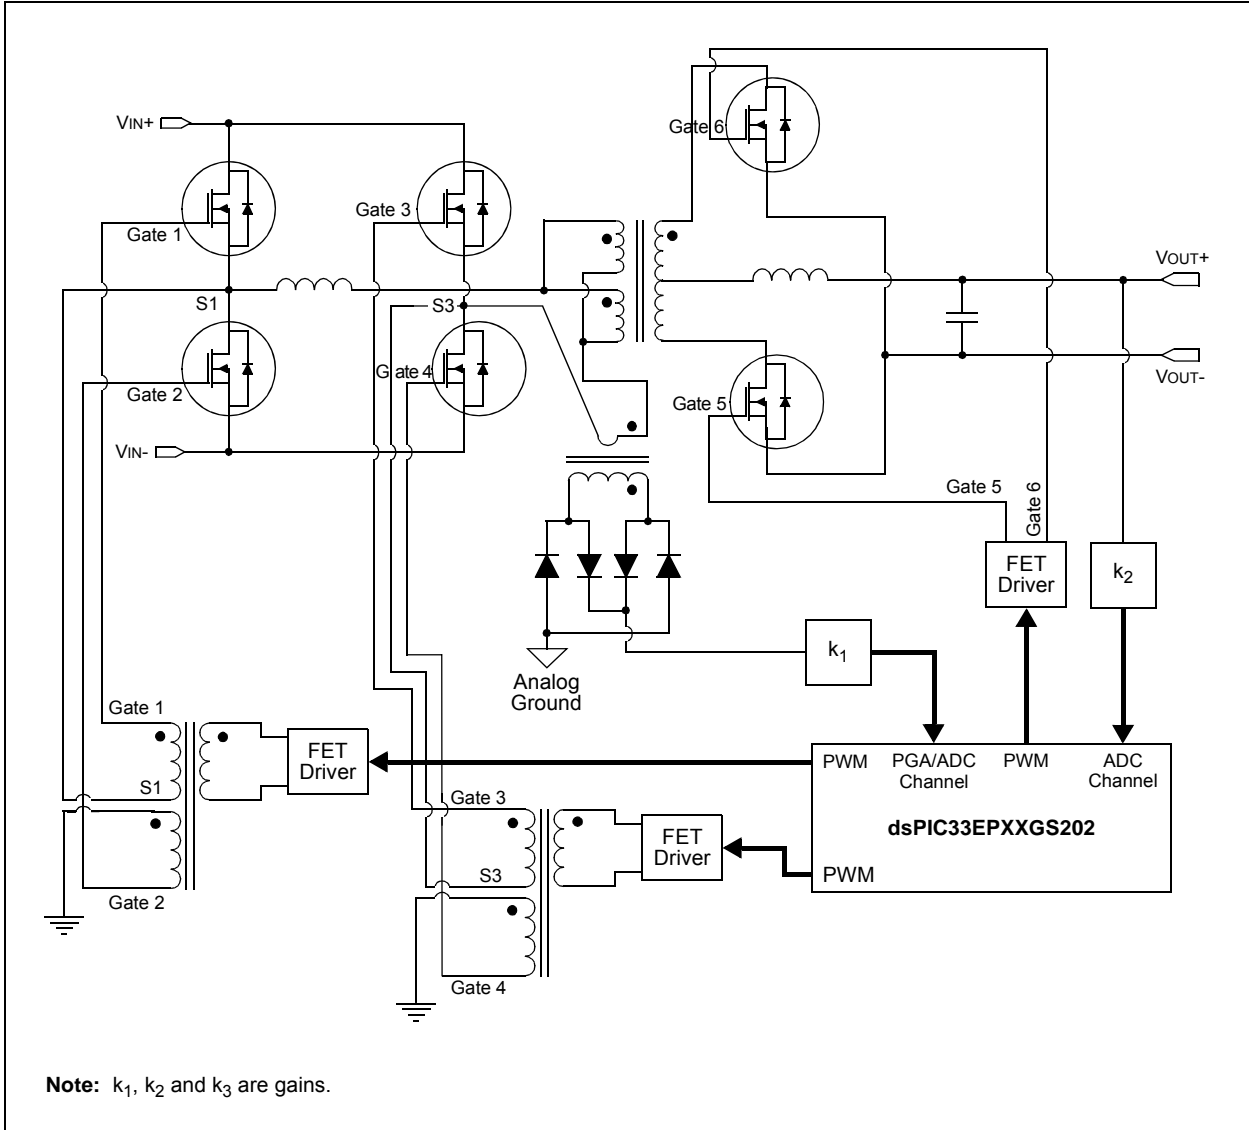 VIN+
Gate 6
Gate 3
Gate 1
VOUT+
S1
S3
Gate 4
Gate 2
Gate 5
VOUT-
VIN-
Gate 5
Gate 6
FET
Driver
k2
k1
Analog
Ground
Gate 1
FET
Driver
PWM
PGA/ADC
Channel
PWM
ADC
Channel
S1
Gate 3
dsPIC33EPXXGS202
FET
Driver
PWM
S3
Gate 2
Gate 4
Note: k1, k2 and k3 are gains.